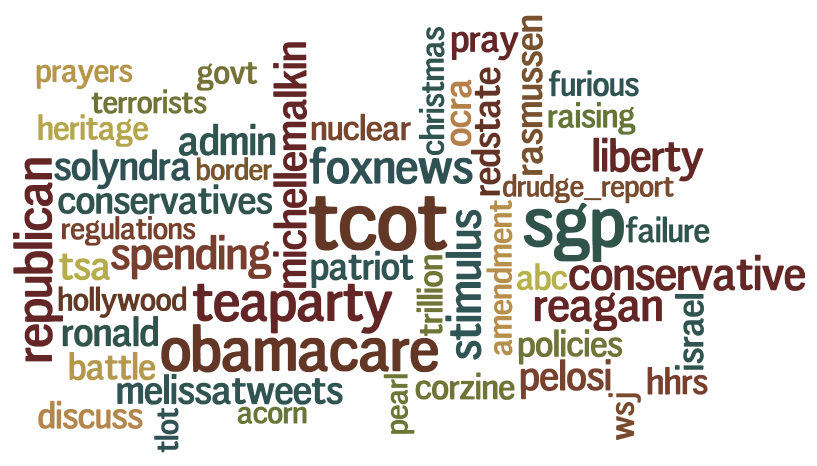 prayers
govt
terrorists
heritage
admin
solyndra
border
conservatives
regulations
republican
tsa
spending
hollywood
ronald
battle
teaparty
obamacare
melissatweets
discuss
tlot
acorn
michellemalkin
nuclear
foxnews
tcot
patriot
trillion
stimulus
christmas
ocra
pray
redstate
rasmussen
furious
raising
liberty
drudge_report
sgp
failure
amendment
abc
conservative
reagan
israel
policies
pearl
corzine
pelosi
hhrs
wsj